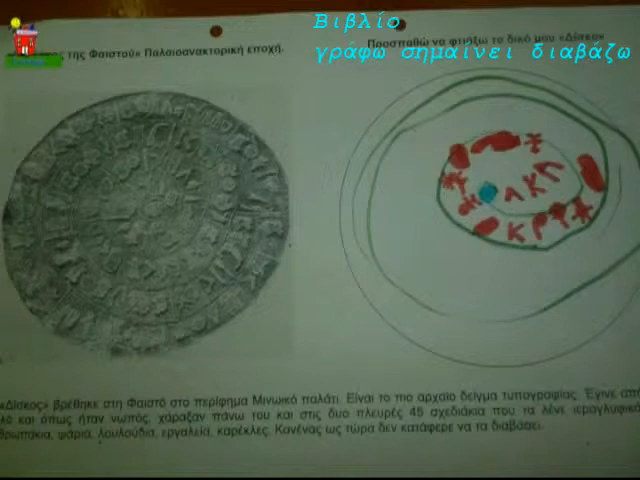 Βιβλίο
γράφω σημαίνει διαβάζω
της Φαιστού» Παλαιοανακτορική εποχή.
Προσπαθώ να φτιάξω το δικό μου «Δίσκο»
«Δίσκος» βρέθηκε στη Φαιστό στο περίφημα Μινωικό παλάτι. Είναι το πιο αρχαίο δείγμα τυπογραφίας. Έγινε από
και όπως ήταν νωπός, χάραξαν πάνω του και στις δυο πλευρές 45 σχεδιάκια που τα λένε ιερογλυφικά
θρωπάκια, ψάρια, λουλούδια, εργαλεία, καρέκλες. Κανένας ως τώρα δεν κατάφερε να τα διαβάσει.